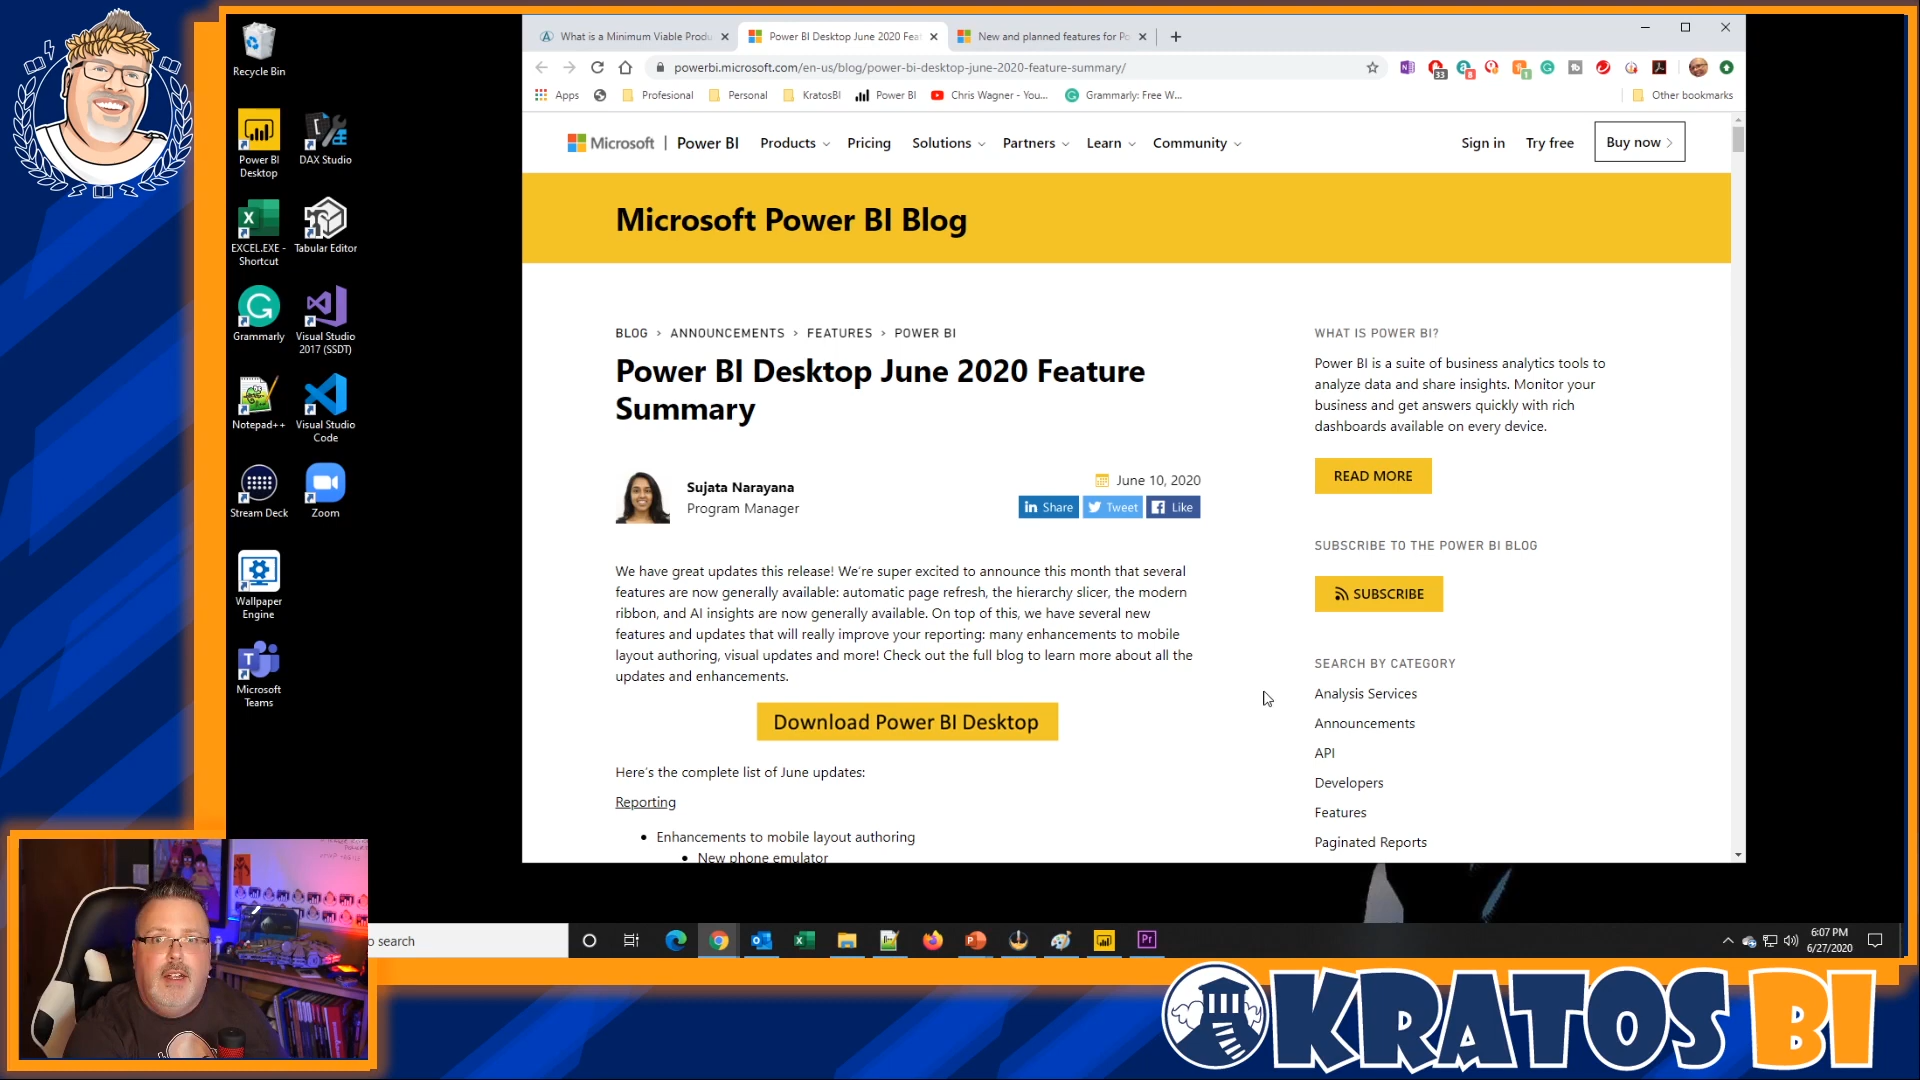 Recycle Bin
Power BI
Desktop
DAX Studio
EXCEL.EXE -
Shortcut
Tabular Editor
Grammarly
Visual Studio
2017 (SSDT)
Notepad++
Visual Studio
Code
Stream Deck
Zoom
Wallpaper
Engine
Microsoft
Teams
What is a Minimum Viable Produ
Power BI Desktop June 2020 Feat
New and planned features for Po
powerbi.microsoft.com/en-us/blog/power-bi-desktop-june-2020-feature-summary/
Apps
Profesional
Personal
KratosBI
Power BI
Chris Wagner - You...
Grammarly: Free W...
Other bookmarks
Microsoft | Power BI Products Pricing Solutions Partners Learn Community Sign in Try free Buy now
Microsoft Power BI Blog
BLOG > ANNOUNCEMENTS > FEATURES > POWER BI
Power BI Desktop June 2020 Feature
Summary
Sujata Narayana
Program Manager
June 10, 2020
Share Tweet Like
We have great updates this release! We're super excited to announce this month that several
features are now generally available: automatic page refresh, the hierarchy slicer, the modern
ribbon, and AI insights are now generally available. On top of this, we have several new
features and updates that will really improve your reporting: many enhancements to mobile
layout authoring, visual updates and more! Check out the full blog to learn more about all the
updates and enhancements.
Download Power BI Desktop
Here's the complete list of June updates:
Reporting
• Enhancements to mobile layout authoring
• New phone emulator
WHAT IS POWER BI?
Power BI is a suite of business analytics tools to
analyze data and share insights. Monitor your
business and get answers quickly with rich
dashboards available on every device.
READ MORE
SUBSCRIBE TO THE POWER BI BLOG
SUBSCRIBE
SEARCH BY CATEGORY
Analysis Services
Announcements
API
Developers
Features
Paginated Reports
o search
6:07 PM
6/27/2020
KRATOS BI